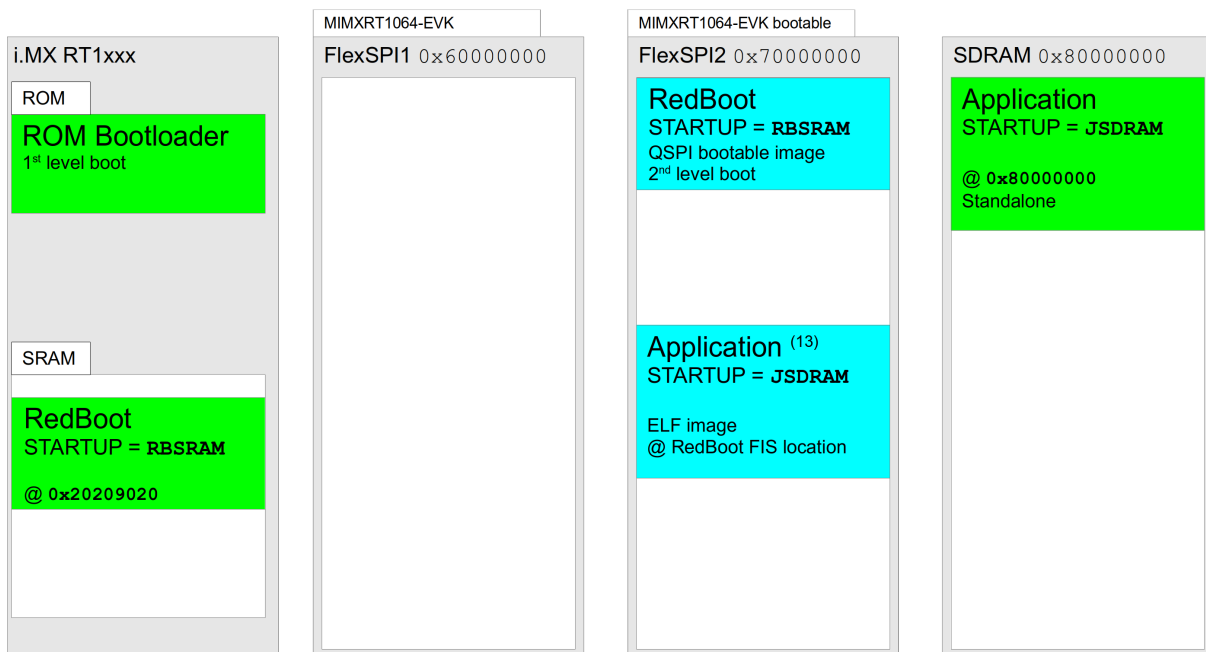 i.MX RT1xxx
ROM
ROM Bootloader
1st level boot
SRAM
RedBoot
STARTUP = RBSRAM
@ 0x20209020
MIMXRT1064-EVK
FlexSPI1 0x60000000
MIMXRT1064-EVK bootable
FlexSPI2 0x70000000
RedBoot
STARTUP = RBSRAM
QSPI bootable image
2nd level boot
Application (13)
STARTUP = JSDRAM
ELF image
@ RedBoot FIS location
SDRAM 0x80000000
Application
STARTUP = JSDRAM
@ 0x80000000
Standalone